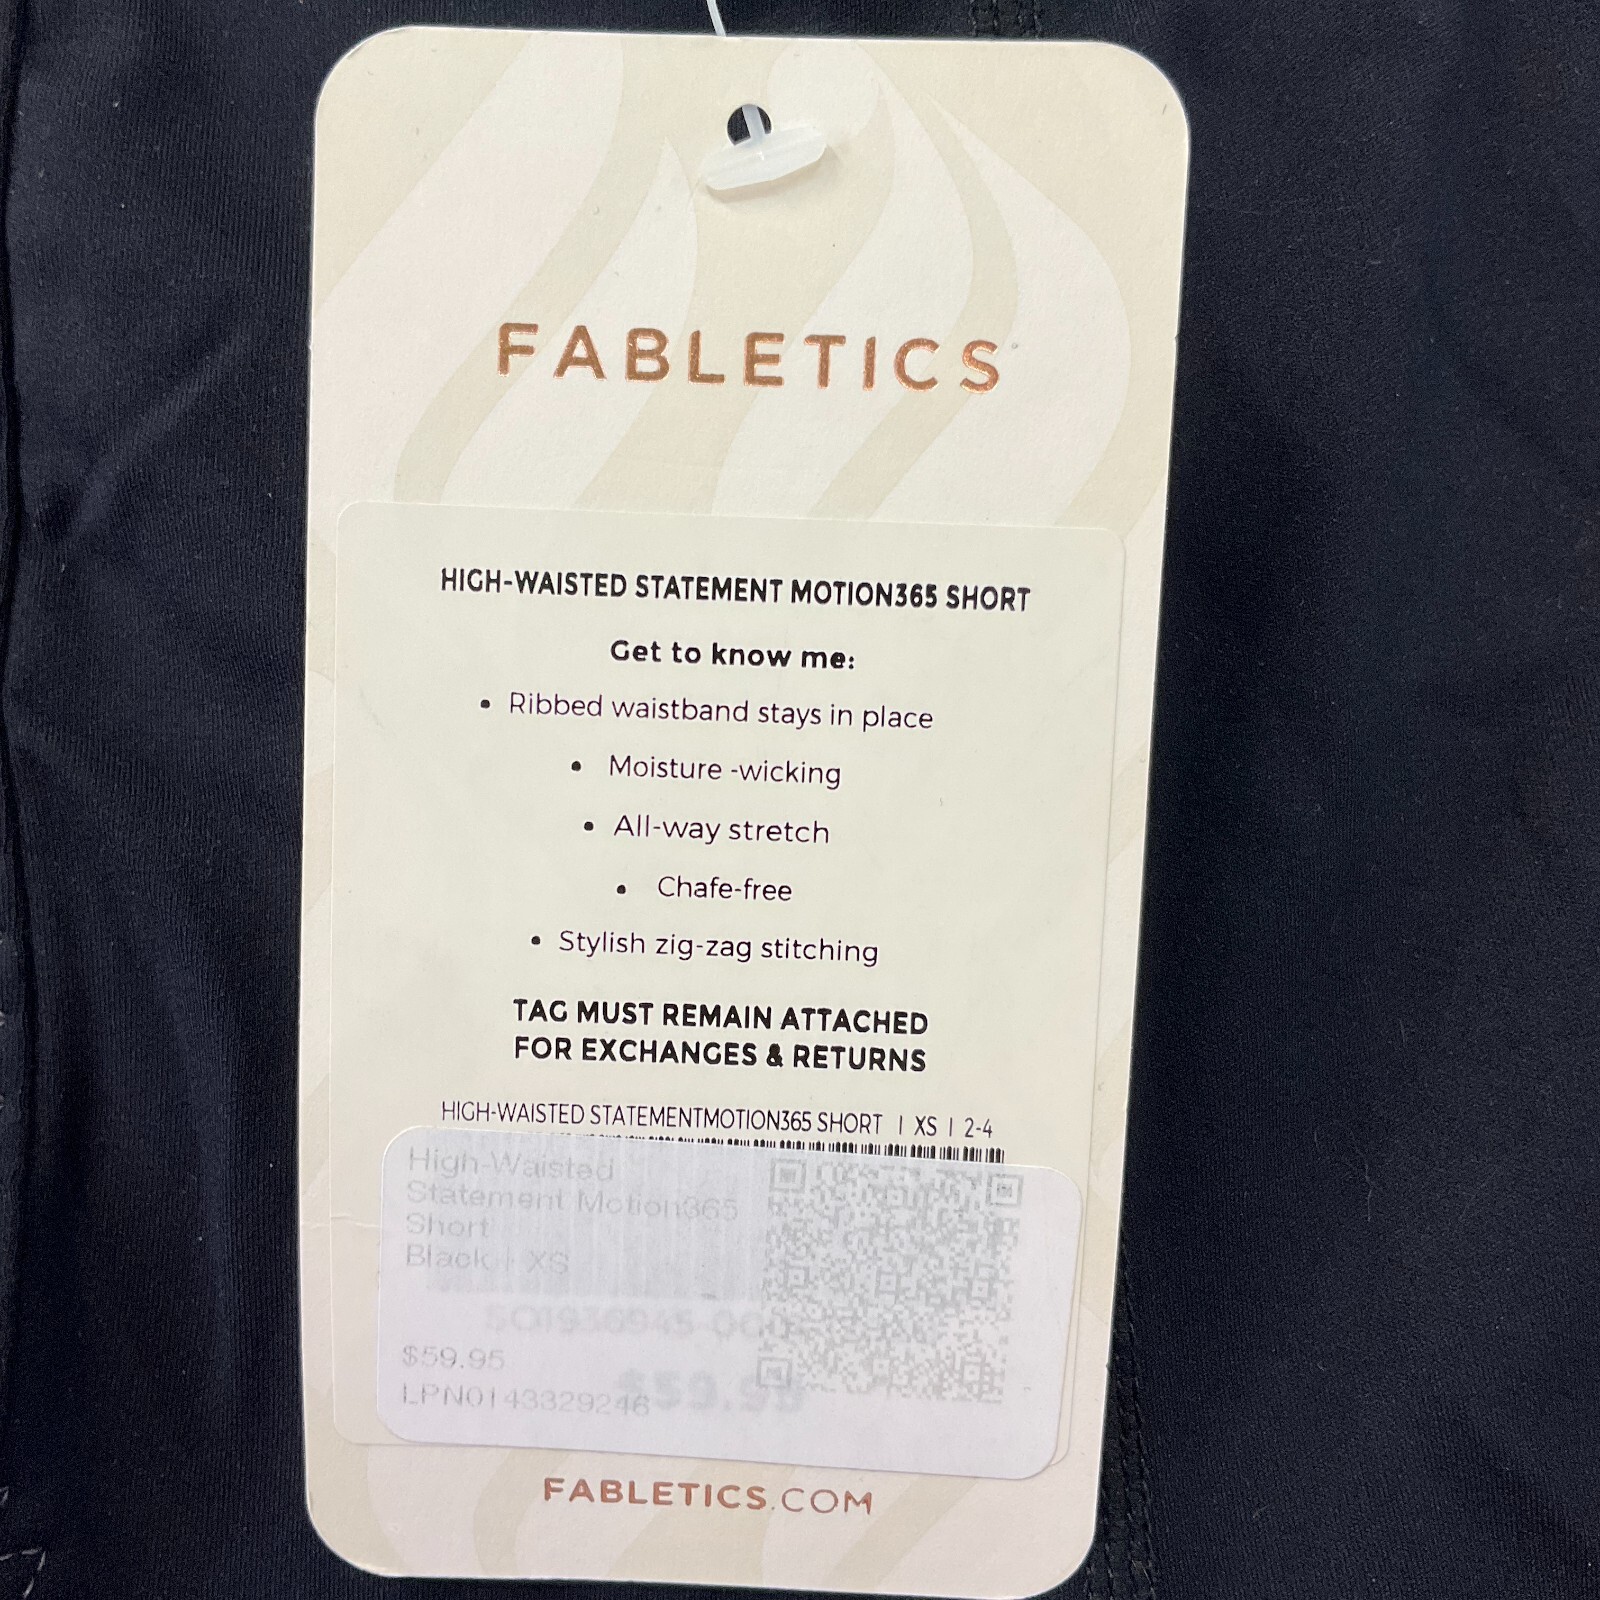 FABLETICS
HIGH-WAISTED STATEMENT MOTION365 SHORT
Get to know me:
• Ribbed waistband stays in place
• Moisture -wicking
• All-way stretch
• Chafe-free
• Stylish zig-zag stitching
TAG MUST REMAIN ATTACHED
FOR EXCHANGES & RETURNS
HIGH-WAISTED STATEMENTMOTION365 SHORT | XS | 2-4
High-Waisted
Statement Motion365
Short
Black | XS
$59.95
LPN0143329246
$59.95
FABLETICS.COM